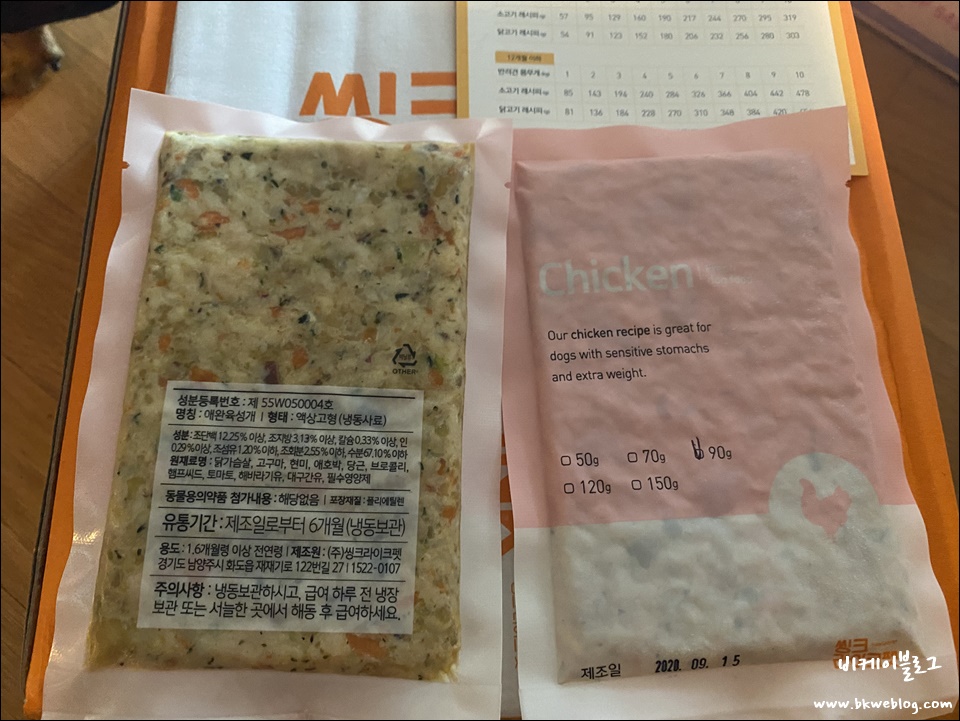 소고기 레시피(g) 57 95 129 160 190 217 244 270 295 319
닭고기 레시피(g) 54 91 123 152 180 206 232 256 280 303
12개월 이하
반려견 몸무게(kg) 1 2 3 4 5 6 7 8 9 10
소고기 레시피(g) 85 143 194 240 284 326 366 404 442 478
닭고기 레시피(g) 81 136 184 228 270 310 348 384 420
씽크
OTHER
성분등록번호 : 제 55W050004호
명칭 : 애완육성개 I 형태 : 액상고형 (냉동사료)
성분 : 조단백 12.25% 이상, 조지방 3.13% 이상, 칼슘 0.33% 이상, 인
0.29% 이상, 조섬유 1.20% 이하, 조회분 2.55% 이하, 수분 67.10% 이하
원재료명 : 닭가슴살, 고구마, 현미, 애호박, 당근, 브로콜리,
햄프씨드, 토마토, 해바라기유, 대구간유, 필수영양제
동물용의약품 첨가내용 : 해당없음 I 포장재질 : 폴리에틸렌
유통기간 : 제조일로부터 6개월 (냉동보관)
용도 : 1.6개월령 이상 전연령 I 제조원 : (주)씽크라이크펫
경기도 남양주시 화도읍 재재기로 122번길 27 I 1522-0107
주의사항 : 냉동보관하시고, 급여 하루 전 냉장
보관 또는 서늘한 곳에서 해동 후 급여하세요.
Chicken
Our chicken recipe is great for
dogs with sensitive stomachs
and extra weight.
50g 70g 90g
120g 150g
제조일 2020. 09. 15
씽크
비케이블로그
www.bkweblog.com